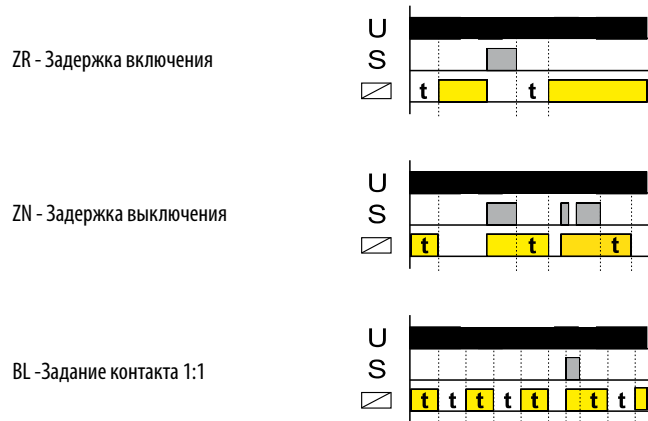 U
ZR - Задержка включения
S
t t
U
ZN - Задержка выключения
S
t t t
U
BL -Задание контакта 1:1
S
t t t t t t t